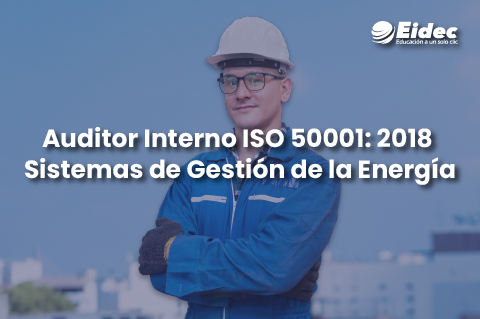 Eidec
Educación a un solo clic
Auditor Interno ISO 50001: 2018
Sistemas de Gestión de la Energía